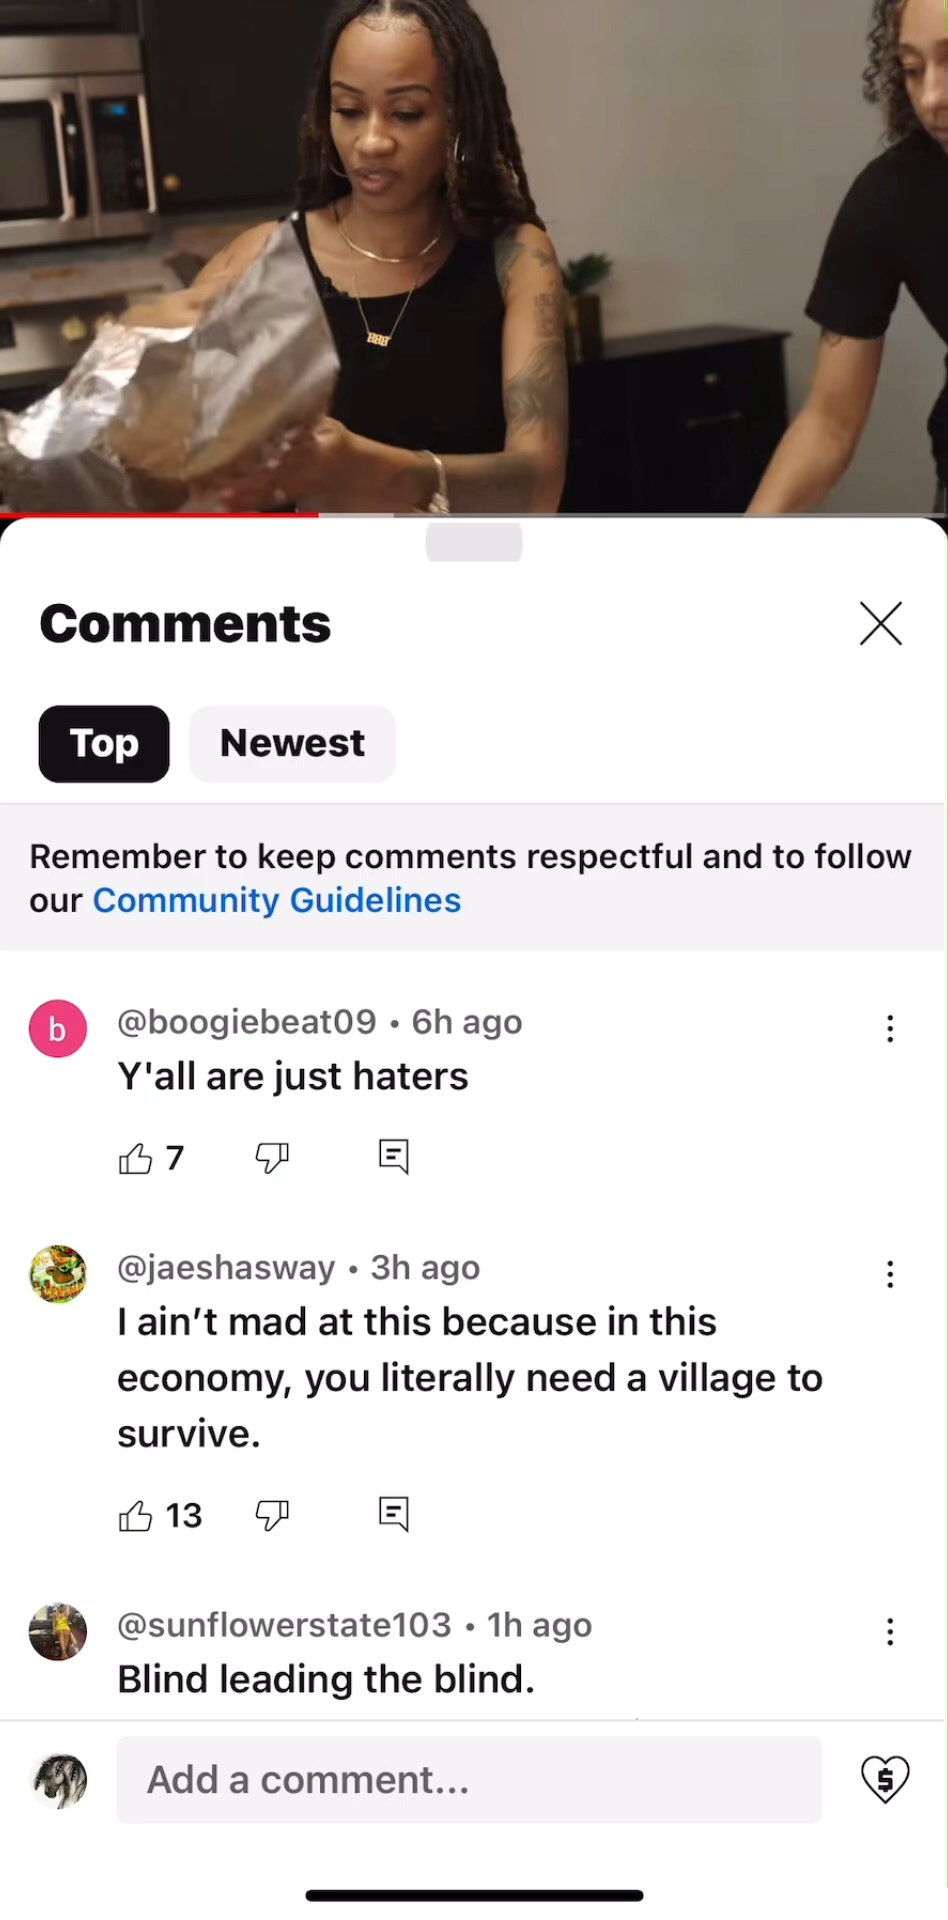 888
Comments
Top
Newest
Remember to keep comments respectful and to follow
our Community Guidelines
b
@boogiebeat09 • 6h ago
Y'all are just haters
7
@jaeshasway • 3h ago
I ain’t mad at this because in this
economy, you literally need a village to
survive.
13
@sunflowerstate103 • 1h ago
Blind leading the blind.
Add a comment...
$